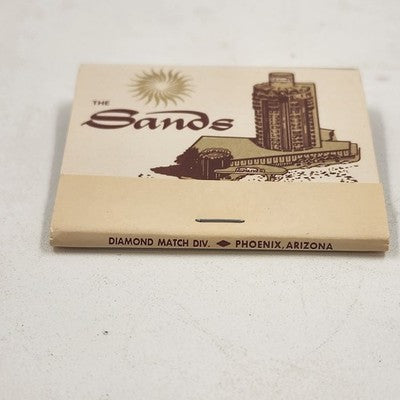 THE
Sands
DIAMOND MATCH DIV. ◆ PHOENIX, ARIZONA